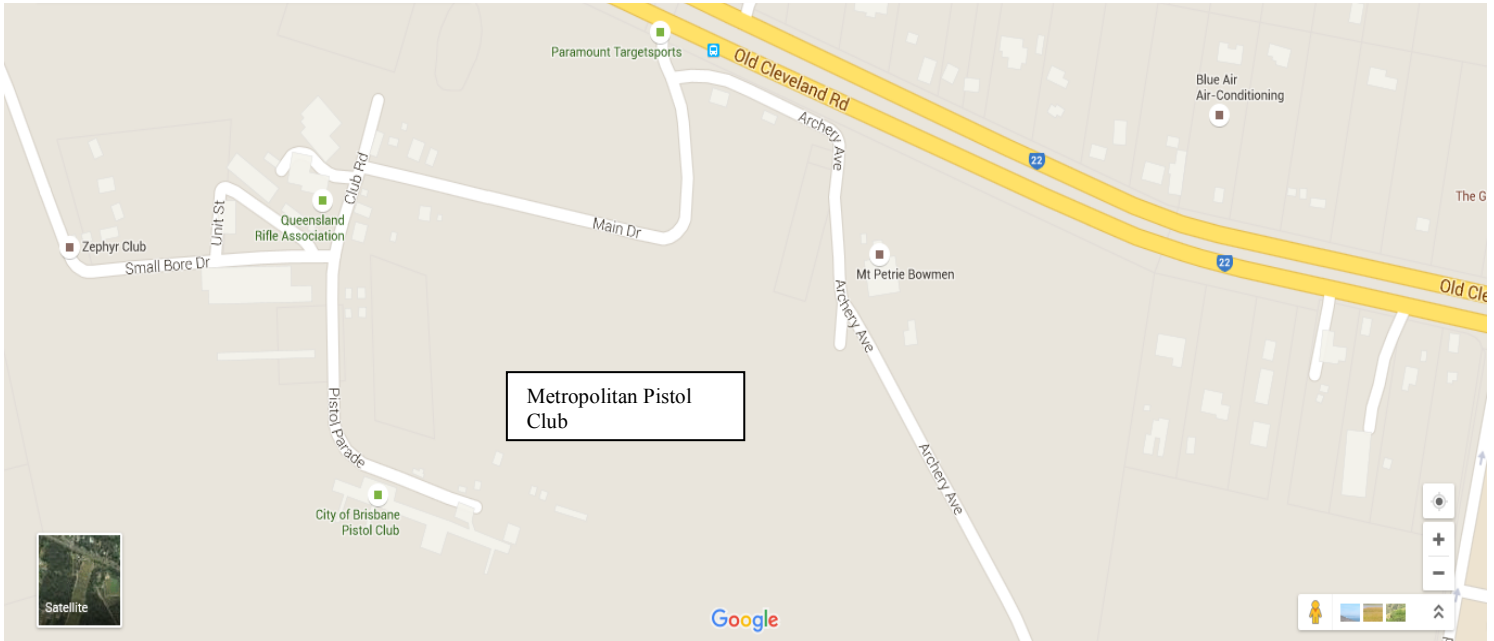 Paramount Targetsports
Old Cleveland Rd
Blue Air
Air-Conditioning
Archery Ave
22
Club Rd
The G
Unit St
Queensland
Rifle Association
Main Dr
Zephyr Club
Small Bore Dr
Mt Petrie Bowmen
22
Old Cle
Archery Ave
Metropolitan Pistol
Club
Pistol Parade
Archery Ave
City of Brisbane
Pistol Club
Satellite
Google